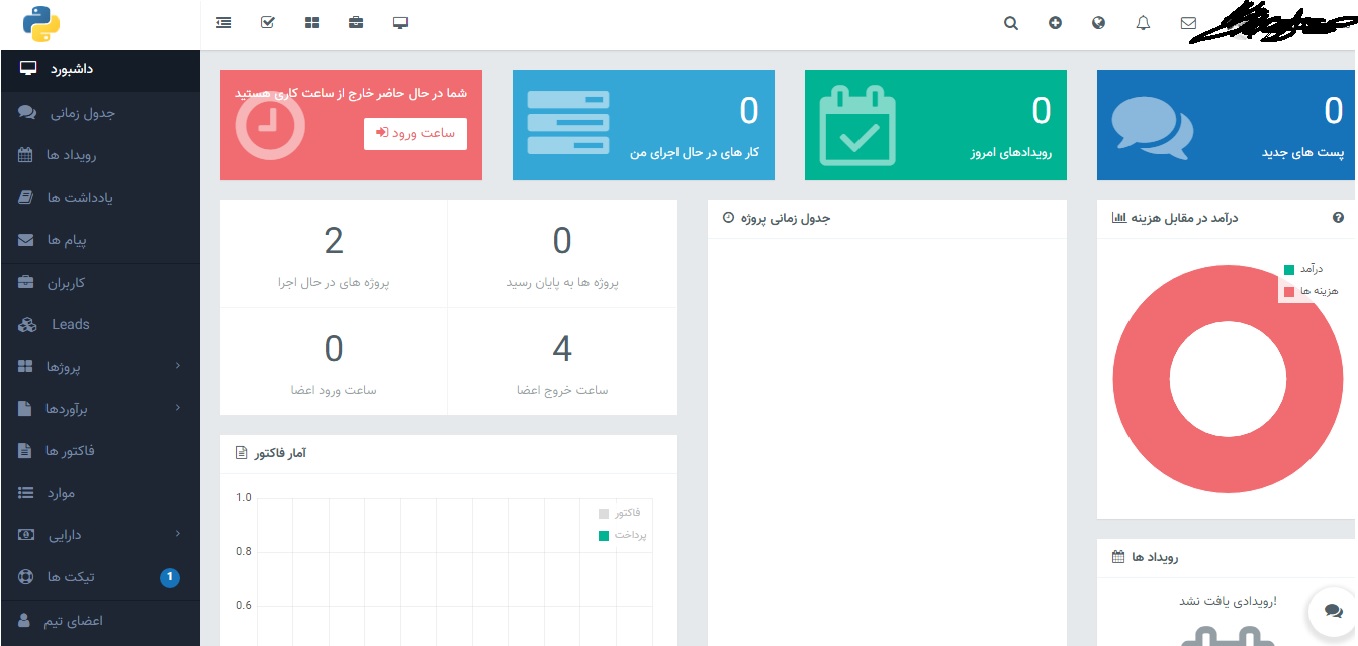 داشبورد
جدول زمانی
رویداد ها
یادداشت ها
پیام ها
کاربران
Leads
پروژها
برآوردها
فاکتور ها
موارد
دارایی
تیکت ها
1
اعضای تیم
شما در حال حاضر خارج از ساعت کاری هستید
ساعت ورود
0
کار های در حال اجرای من
0
رویدادهای امروز
0
پست های جدید
2
پروژه های در حال اجرا
0
پروژه ها به پایان رسید
0
ساعت ورود اعضا
4
ساعت خروج اعضا
آمار فاکتور
1.0
0.8
0.6
فاکتور
پرداخت
جدول زمانی پروژه
درآمد در مقابل هزینه
درآمد
هزینه ها
رویداد ها
رویدادی یافت نشد!